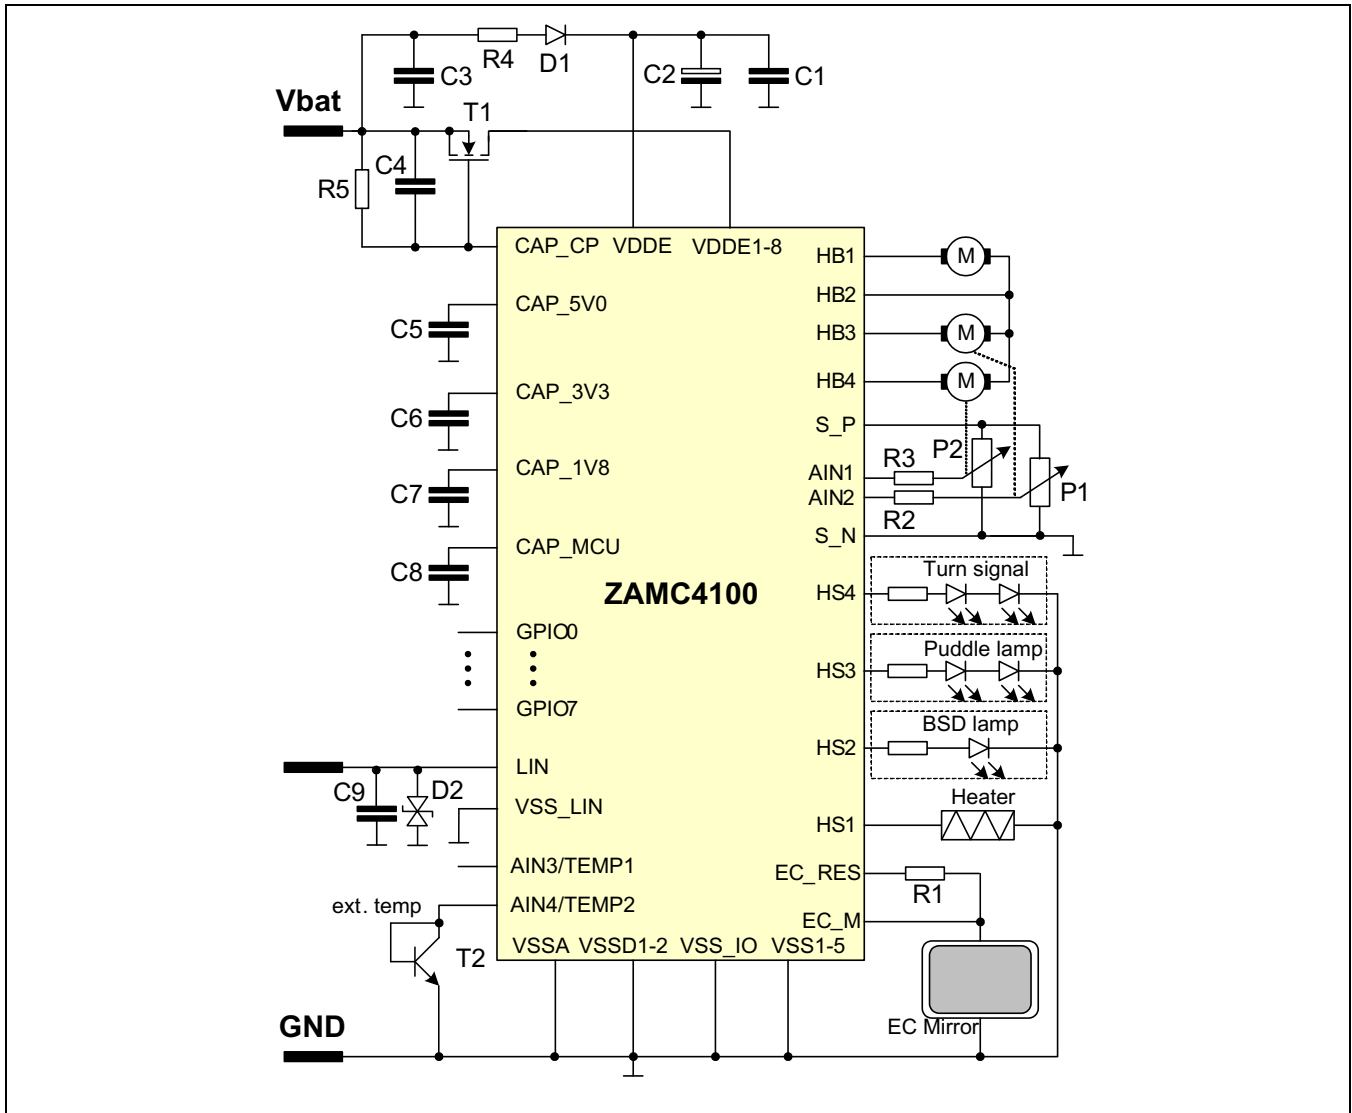 R4
D1
C3
C2
C1
Vbat
T1
C4
R5
CAP_CP
VDDE
VDDE1-8
HB1
M
CAP_5V0
HB2
C5
HB3
M
HB4
M
CAP_3V3
C6
S_P
P2
R3
AIN1
CAP_1V8
C7
AIN2
P1
R2
S_N
CAP_MCU
C8
ZAMC4100
Turn signal
HS4
GPIO0
Puddle lamp
HS3
GPIO7
BSD lamp
HS2
LIN
C9
D2
Heater
VSS_LIN
HS1
AIN3/TEMP1
EC_RES
R1
ext. temp
AIN4/TEMP2
EC_M
T2
VSSA
VSSD1-2
VSS_IO
VSS1-5
GND
EC Mirror